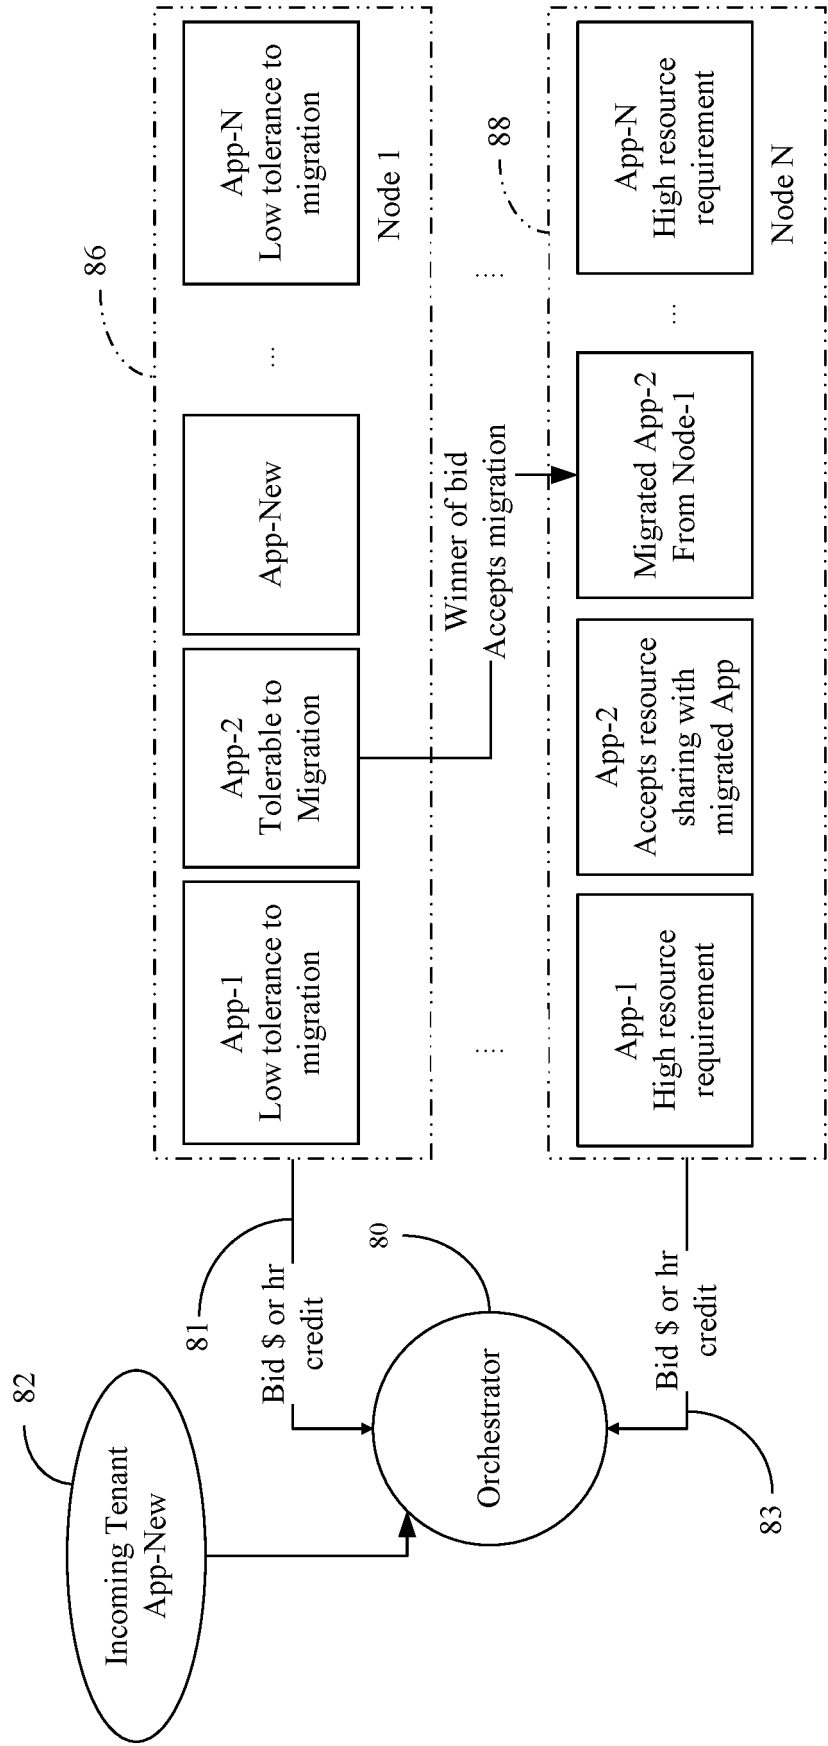 82
Incoming Tenant
App-New
81
Bid $ or hr
credit
80
Orchestrator
Bid $ or hr
credit
83
86
App-1
Low tolerance to
migration
App-2
Tolerable to
Migration
App-New
...
App-N
Low tolerance to
migration
Node 1
....
Winner of bid
Accepts migration
....
88
App-1
High resource
requirement
App-2
Accepts resource
sharing with
migrated App
Migrated App-2
From Node-1
...
App-N
High resource
requirement
Node N